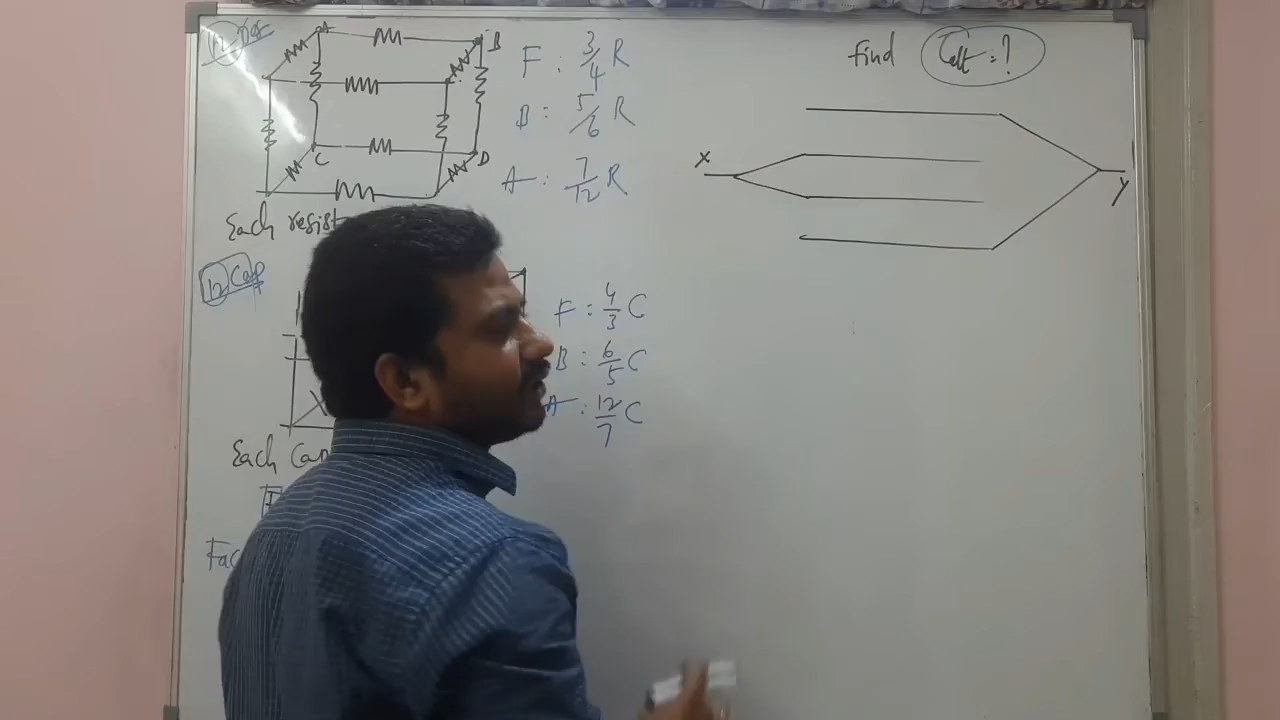 12 res
A
B
C
D
F : 3/4 R
B : 5/6 R
A : 7/12 R
Each resist
12 Cap
F : 4/3 C
B : 6/5 C
A : 12/7 C
Each Cap
Fac
find Ceff = ?
X
Y